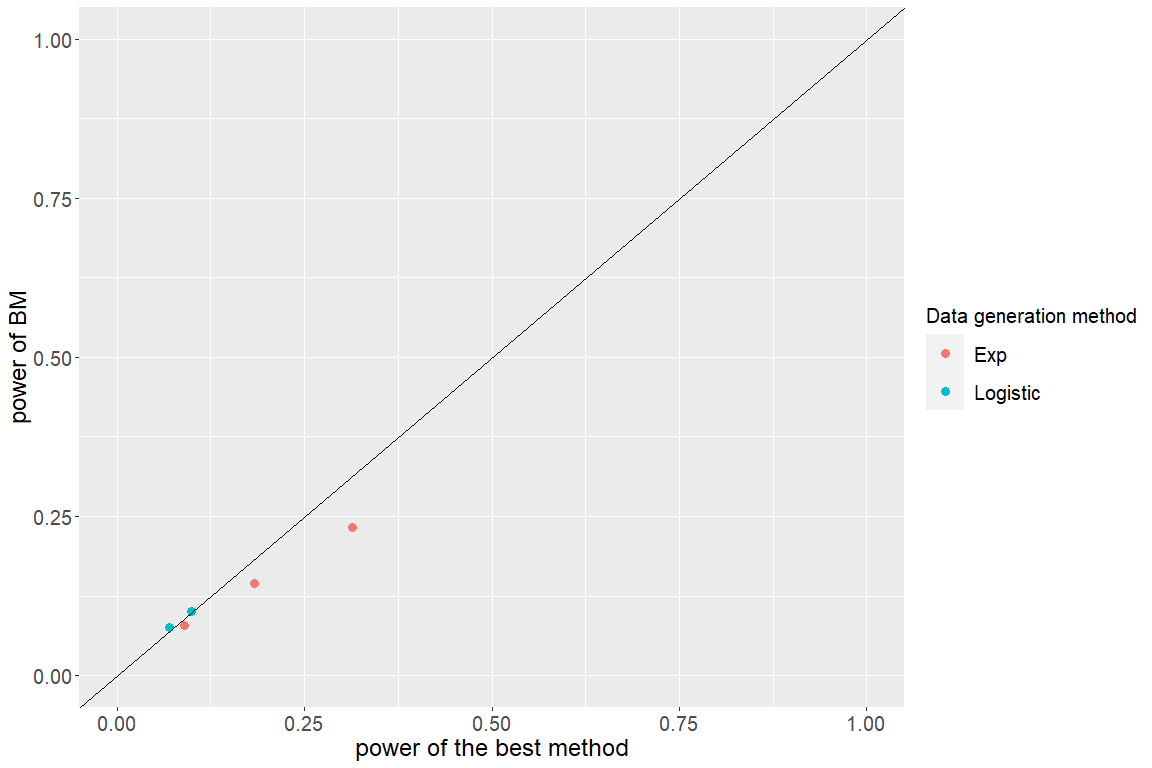 1.00
0.75
0.50
0.25
0.00
power of BM
0.00 0.25 0.50 0.75 1.00
power of the best method
Data generation method
Exp
Logistic